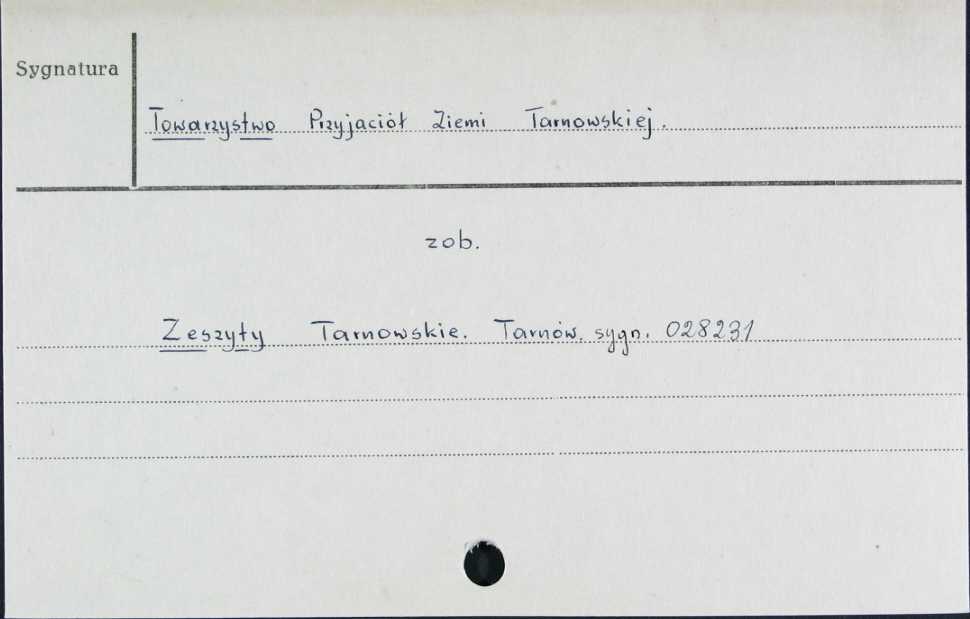 Sygnatura
Towarzystwo Przyjaciół Ziemi Tarnowskiej.
zob.
Zeszyty Tarnowskie. Tarnów. sygn. 028231